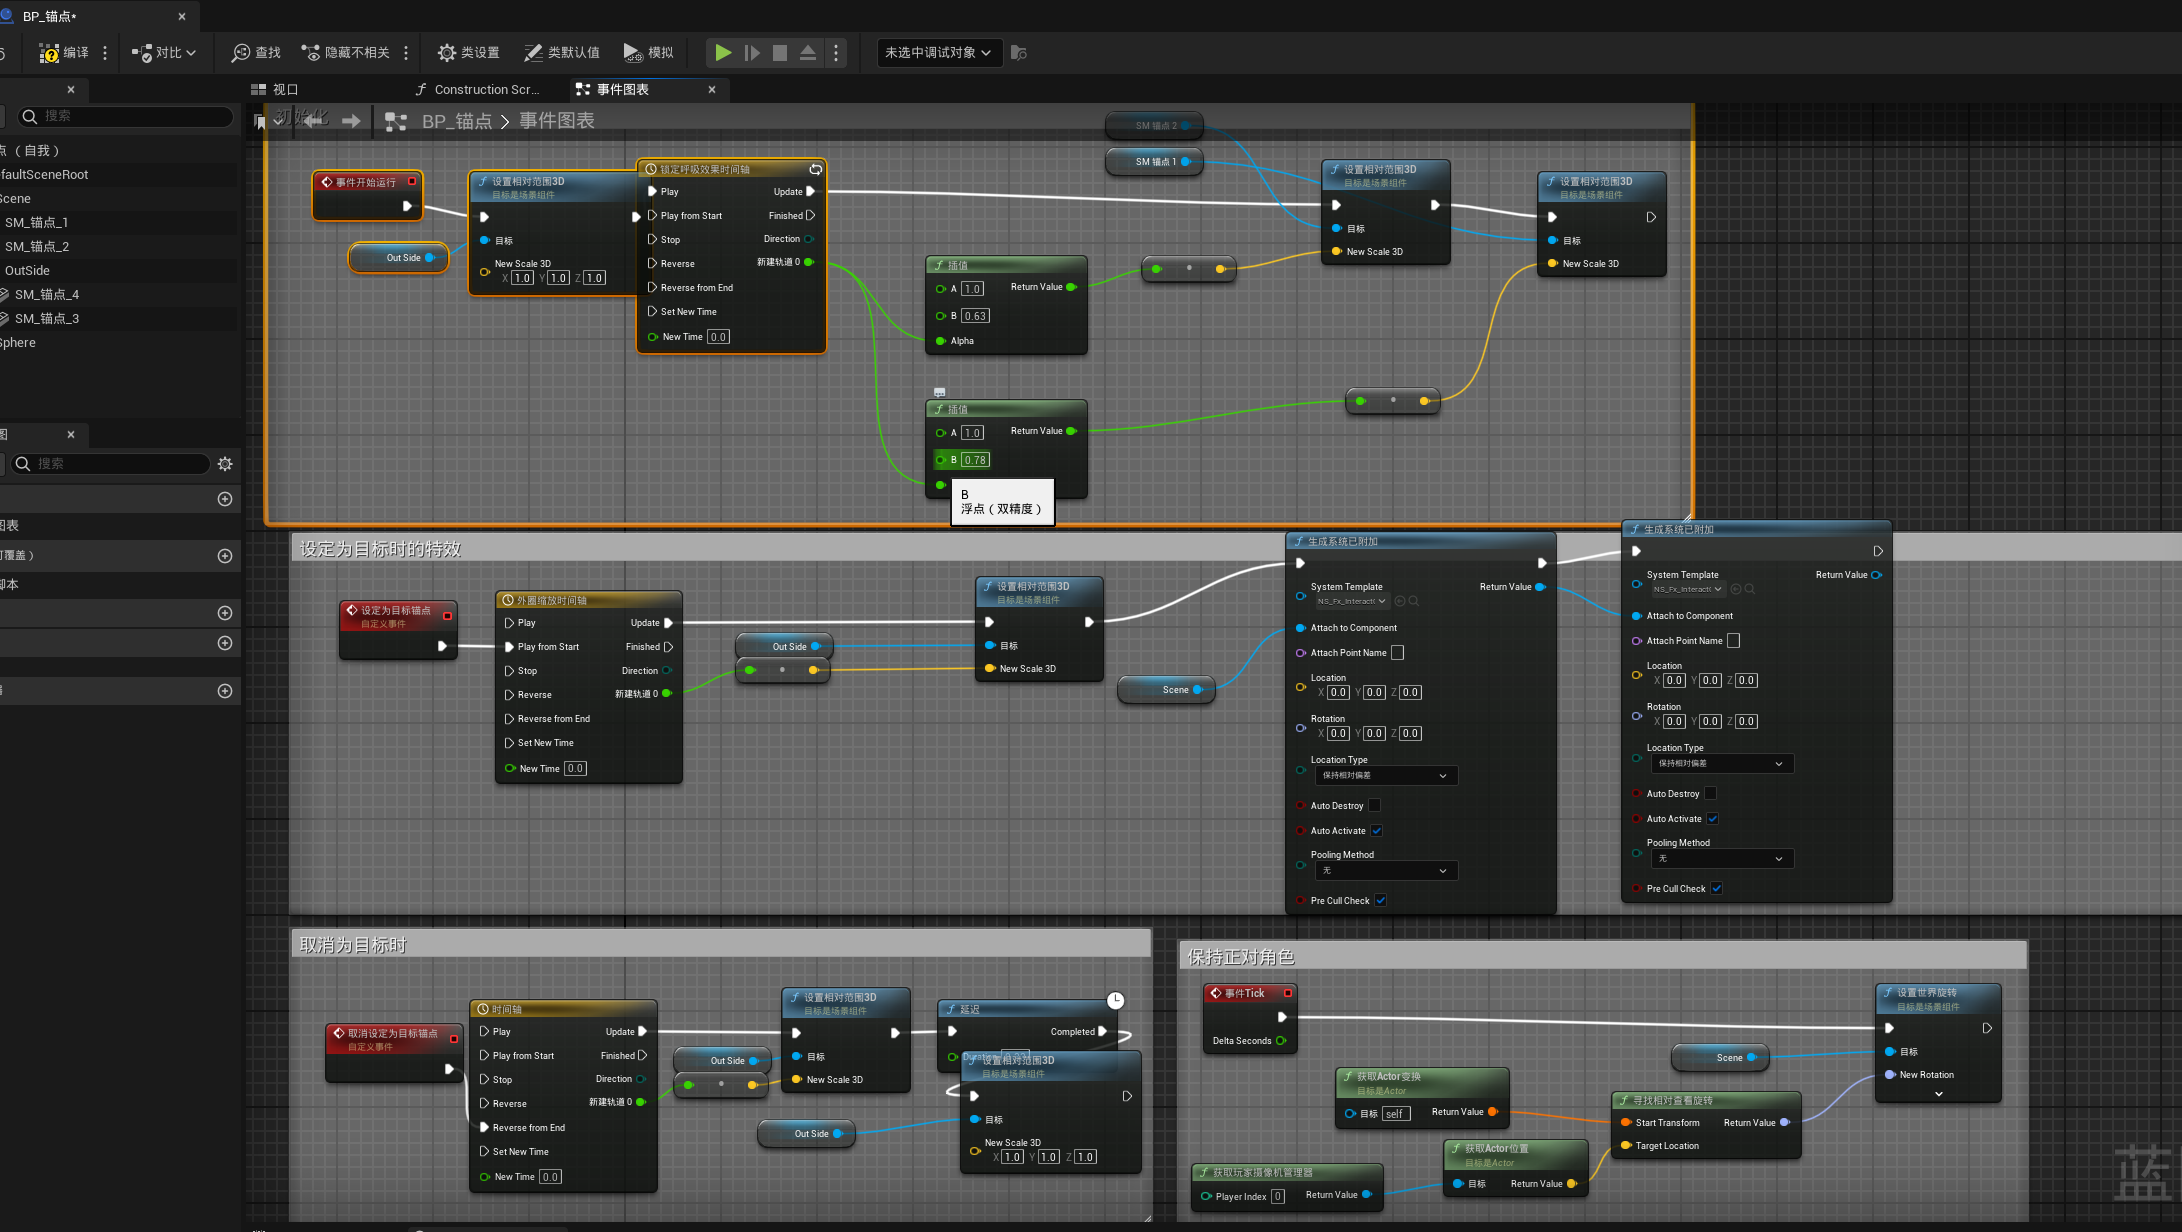 BP_锚点*
编译
对比
查找
隐藏不相关
类设置
类默认值
模拟
未选中调试对象
视口
Construction Scr...
事件图表
搜索
点（自我）
efaultSceneRoot
Scene
SM_锚点_1
SM_锚点_2
OutSide
SM_锚点_4
SM_锚点_3
Sphere
图
搜索
图表
可覆盖）
脚本
初始化
BP_锚点 > 事件图表
事件开始运行
Out Side
设置相对范围3D
目标是场景组件
目标
New Scale 3D
X 1.0 Y 1.0 Z 1.0
锁定呼吸效果时间轴
Play
Update
Play from Start
Finished
Stop
Direction
Reverse
新建轨道 0
Reverse from End
Set New Time
New Time 0.0
插值
A 1.0
Return Value
B 0.63
Alpha
插值
A 1.0
Return Value
B 0.78
B
浮点（双精度）
SM 锚点 2
SM 锚点 1
设置相对范围3D
目标是场景组件
目标
New Scale 3D
设置相对范围3D
目标是场景组件
目标
New Scale 3D
设定为目标时的特效
设定为目标锚点
自定义事件
外圈缩放时间轴
Play
Update
Play from Start
Finished
Stop
Direction
Reverse
新建轨道 0
Reverse from End
Set New Time
New Time 0.0
Out Side
设置相对范围3D
目标是场景组件
目标
New Scale 3D
Scene
生成系统已附加
System Template
Return Value
NS_Fx_Interact
Attach to Component
Attach Point Name
Location
X 0.0 Y 0.0 Z 0.0
Rotation
X 0.0 Y 0.0 Z 0.0
Location Type
保持相对偏差
Auto Destroy
Auto Activate
Pooling Method
无
Pre Cull Check
生成系统已附加
System Template
Return Value
NS_Fx_Interact
Attach to Component
Attach Point Name
Location
X 0.0 Y 0.0 Z 0.0
Rotation
X 0.0 Y 0.0 Z 0.0
Location Type
保持相对偏差
Auto Destroy
Auto Activate
Pooling Method
无
Pre Cull Check
取消为目标时
取消设定为目标锚点
自定义事件
时间轴
Play
Update
Play from Start
Finished
Stop
Direction
Reverse
新建轨道 0
Reverse from End
Set New Time
New Time 0.0
Out Side
设置相对范围3D
目标是场景组件
目标
New Scale 3D
Out Side
延迟
Completed
Duration
设置相对范围3D
目标是场景组件
目标
New Scale 3D
X 1.0 Y 1.0 Z 1.0
保持正对角色
事件Tick
Delta Seconds
获取Actor变换
目标是Actor
目标 self
Return Value
获取玩家摄像机管理器
Player Index 0
Return Value
获取Actor位置
目标是Actor
目标
Return Value
寻找相对查看旋转
Start Transform
Return Value
Target Location
Scene
设置世界旋转
目标是场景组件
目标
New Rotation
蓝